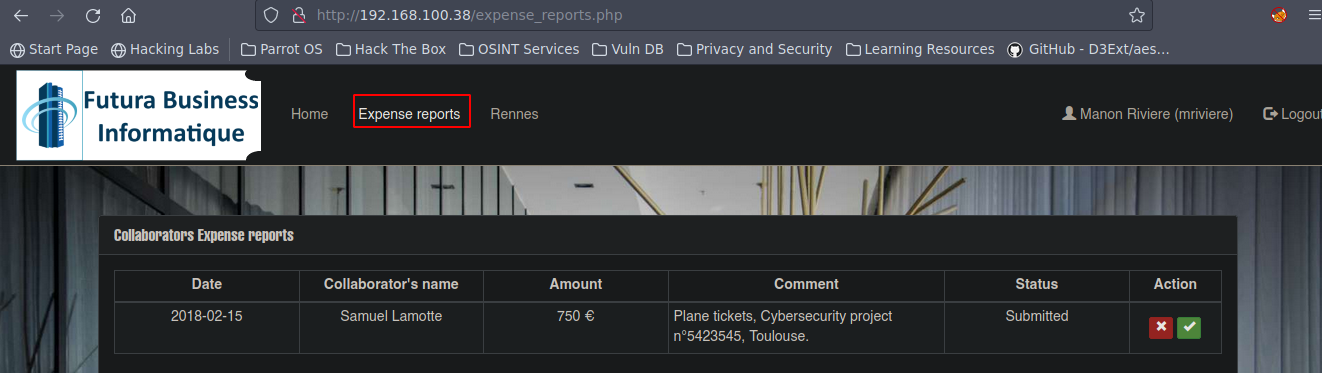 http://192.168.100.38/expense_reports.php
Start Page Hacking Labs Parrot OS Hack The Box OSINT Services Vuln DB Privacy and Security Learning Resources GitHub - D3Ext/aes…
Futura Business
Informatique
Home Expense reports Rennes Manon Riviere (mriviere) Logout
Collaborators Expense reports
Date Collaborator's name Amount Comment Status Action
2018-02-15 Samuel Lamotte 750 € Plane tickets, Cybersecurity project Submitted
n°5423545, Toulouse.